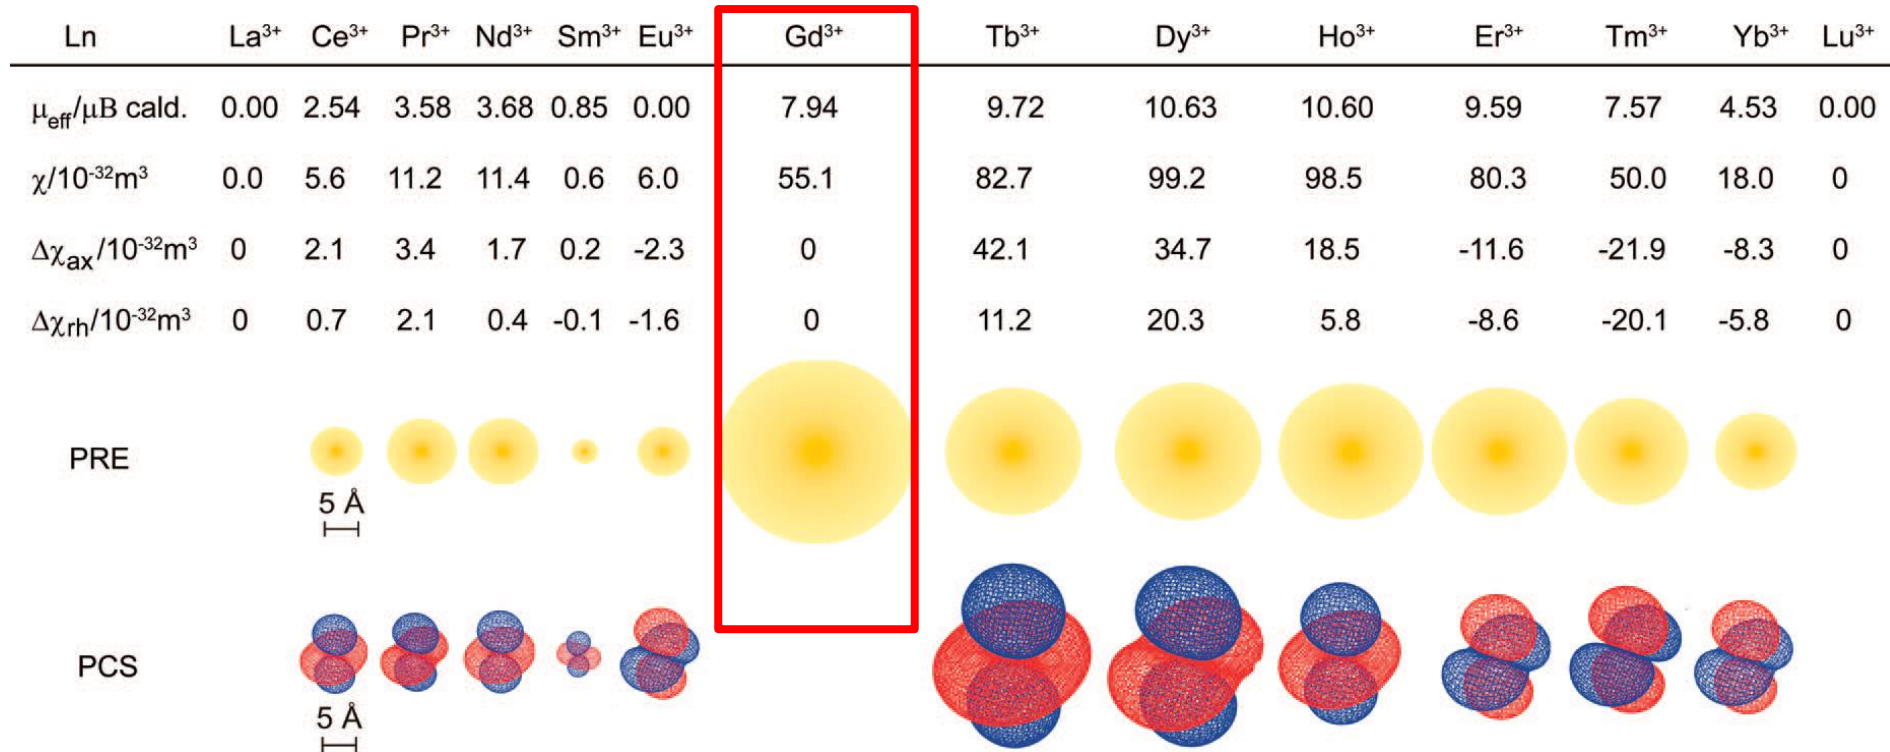 Ln La³⁺ Ce³⁺ Pr³⁺ Nd³⁺ Sm³⁺ Eu³⁺ Gd³⁺ Tb³⁺ Dy³⁺ Ho³⁺ Er³⁺ Tm³⁺ Yb³⁺ Lu³⁺
μeff/μB cald. 0.00 2.54 3.58 3.68 0.85 0.00 7.94 9.72 10.63 10.60 9.59 7.57 4.53 0.00
χ/10⁻³²m³ 0.0 5.6 11.2 11.4 0.6 6.0 55.1 82.7 99.2 98.5 80.3 50.0 18.0 0
Δχax/10⁻³²m³ 0 2.1 3.4 1.7 0.2 -2.3 0 42.1 34.7 18.5 -11.6 -21.9 -8.3 0
Δχrh/10⁻³²m³ 0 0.7 2.1 0.4 -0.1 -1.6 0 11.2 20.3 5.8 -8.6 -20.1 -5.8 0
PRE
5 Å
PCS
5 Å